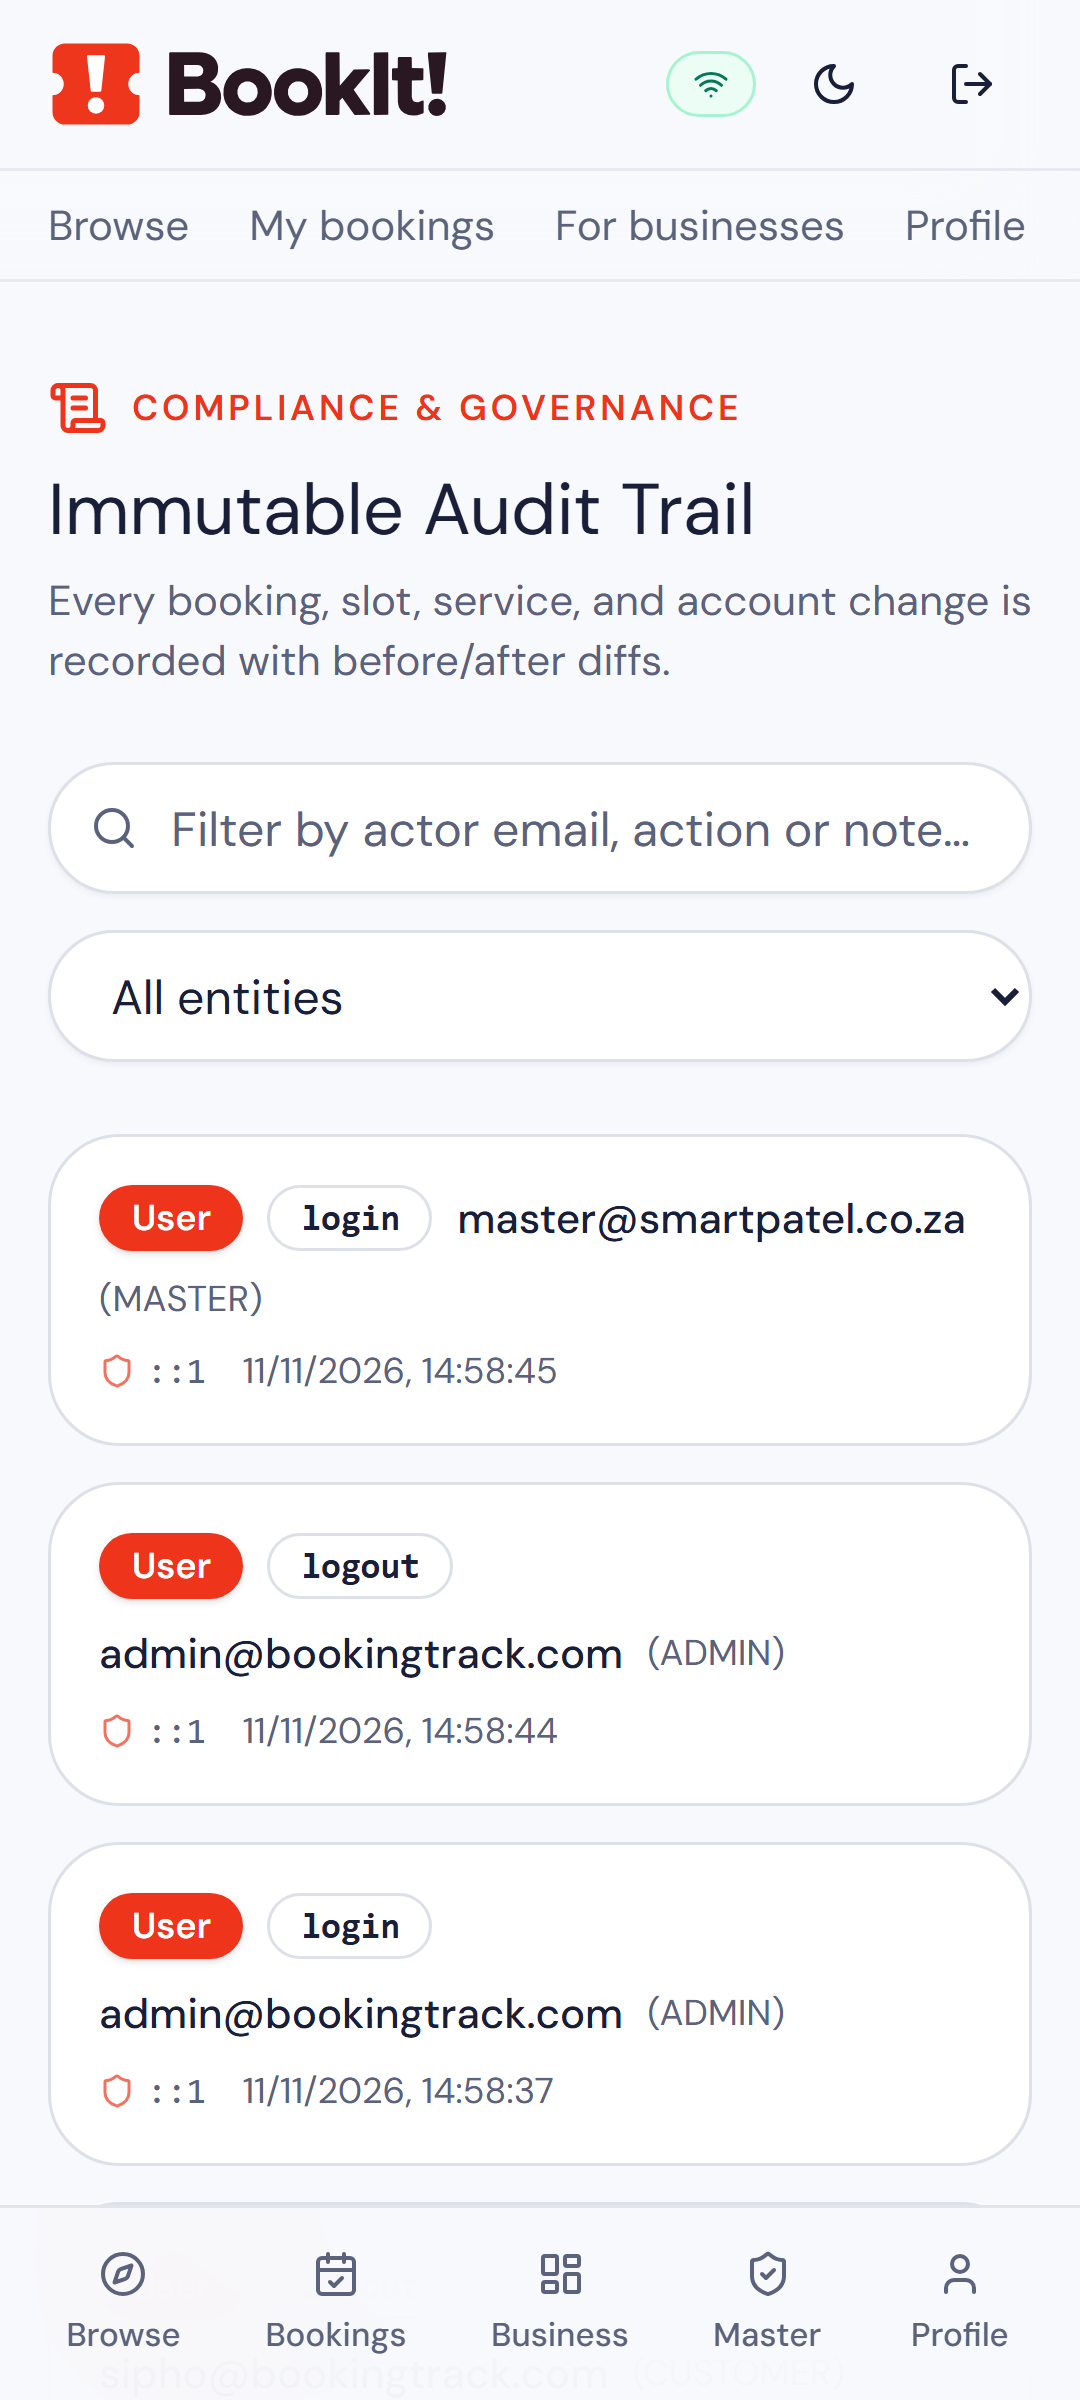 BookIt!
Browse My bookings For businesses Profile
COMPLIANCE & GOVERNANCE
Immutable Audit Trail
Every booking, slot, service, and account change is
recorded with before/after diffs.
Filter by actor email, action or note...
All entities
User login master@smartpatel.co.za
(MASTER)
::1 11/11/2026, 14:58:45
User logout
admin@bookingtrack.com (ADMIN)
::1 11/11/2026, 14:58:44
User login
admin@bookingtrack.com (ADMIN)
::1 11/11/2026, 14:58:37
Browse Bookings Business Master Profile
sipho@bookingtrack.com (CUSTOMER)